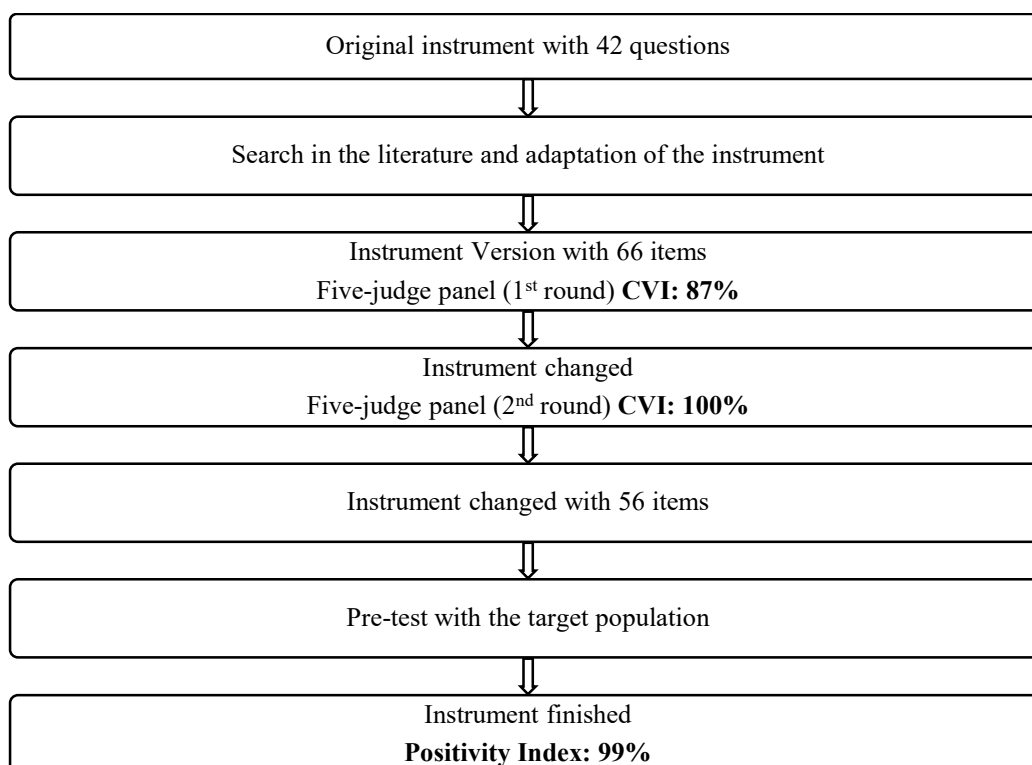 Original instrument with 42 questions
Search in the literature and adaptation of the instrument
Instrument Version with 66 items
Five-judge panel (1st round) CVI: 87%
Instrument changed
Five-judge panel (2nd round) CVI: 100%
Instrument changed with 56 items
Pre-test with the target population
Instrument finished
Positivity Index: 99%